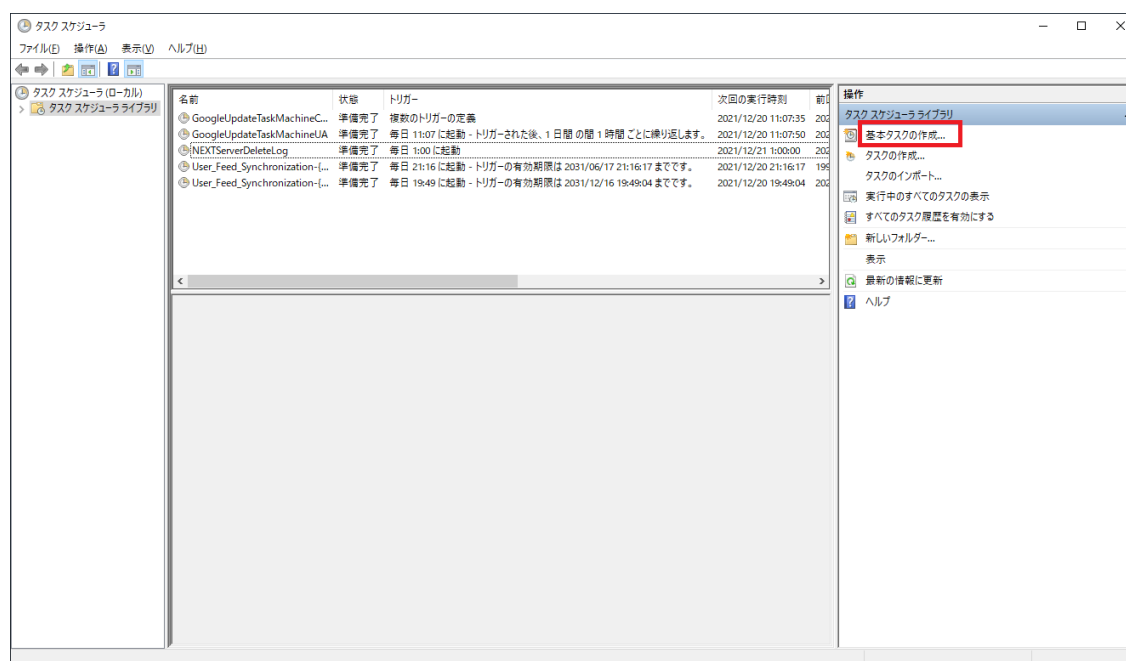 タスク スケジューラ
ファイル(F) 操作(A) 表示(V) ヘルプ(H)
タスク スケジューラ (ローカル)
タスク スケジューラ ライブラリ
名前 状態 トリガー 次回の実行時刻 前
GoogleUpdateTaskMachineC... 準備完了 複数のトリガーの定義 2021/12/20 11:07:35 202
GoogleUpdateTaskMachineUA 準備完了 毎日 11:07 に起動 - トリガーされた後、1 日間 の間 1 時間 ごとに繰り返します。 2021/12/20 11:07:50 202
NEXTServerDeleteLog 準備完了 毎日 1:00 に起動 2021/12/21 1:00:00 202
User_Feed_Synchronization-{... 準備完了 毎日 21:16 に起動 - トリガーの有効期限は 2031/06/17 21:16:17 までです。 2021/12/20 21:16:17 199
User_Feed_Synchronization-{... 準備完了 毎日 19:49 に起動 - トリガーの有効期限は 2031/12/16 19:49:04 までです。 2021/12/20 19:49:04 202
操作
タスク スケジューラ ライブラリ
基本タスクの作成...
タスクの作成...
タスクのインポート...
実行中のすべてのタスクの表示
すべてのタスク履歴を有効にする
新しいフォルダー...
表示
最新の情報に更新
ヘルプ